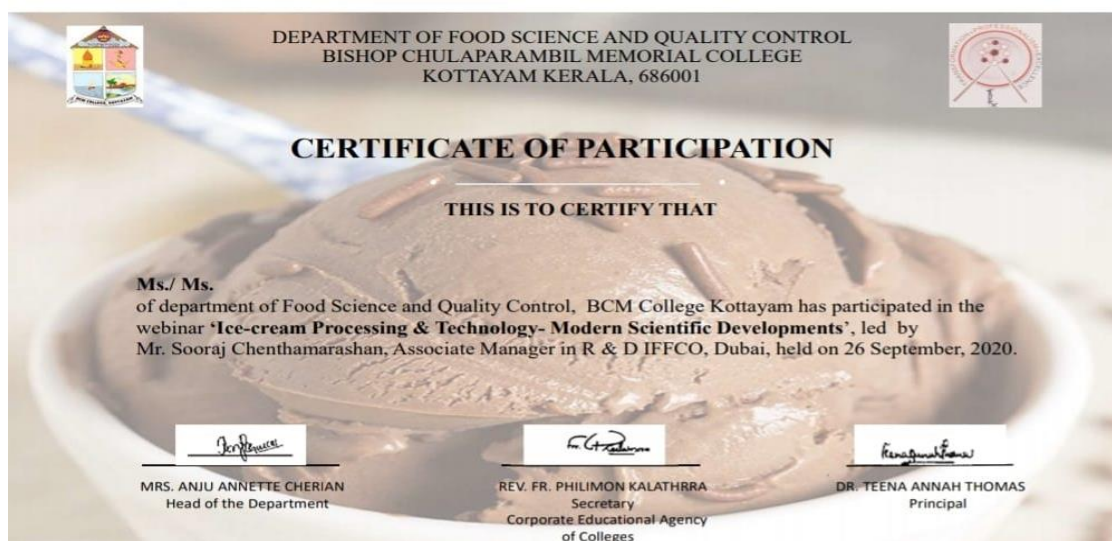 DEPARTMENT OF FOOD SCIENCE AND QUALITY CONTROL
BISHOP CHULAPARAMBIL MEMORIAL COLLEGE
KOTTAYAM KERALA, 686001
CERTIFICATE OF PARTICIPATION
THIS IS TO CERTIFY THAT
Ms./ Ms.
of department of Food Science and Quality Control, BCM College Kottayam has participated in the
webinar ‘Ice-cream Processing & Technology- Modern Scientific Developments’, led by
Mr. Sooraj Chenthamarashan, Associate Manager in R & D IFFCO, Dubai, held on 26 September, 2020.
MRS. ANJU ANNETTE CHERIAN
Head of the Department
REV. FR. PHILIMON KALATHRRA
Secretary
Corporate Educational Agency
of Colleges
DR. TEENA ANNAH THOMAS
Principal